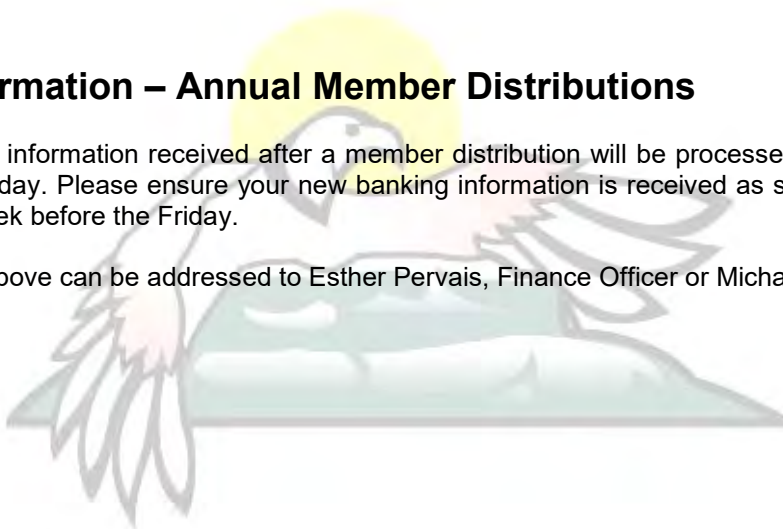 rmation – Annual Member Distributions
information received after a member distribution will be processe
day. Please ensure your new banking information is received as s
ek before the Friday.
bove can be addressed to Esther Pervais, Finance Officer or Micha